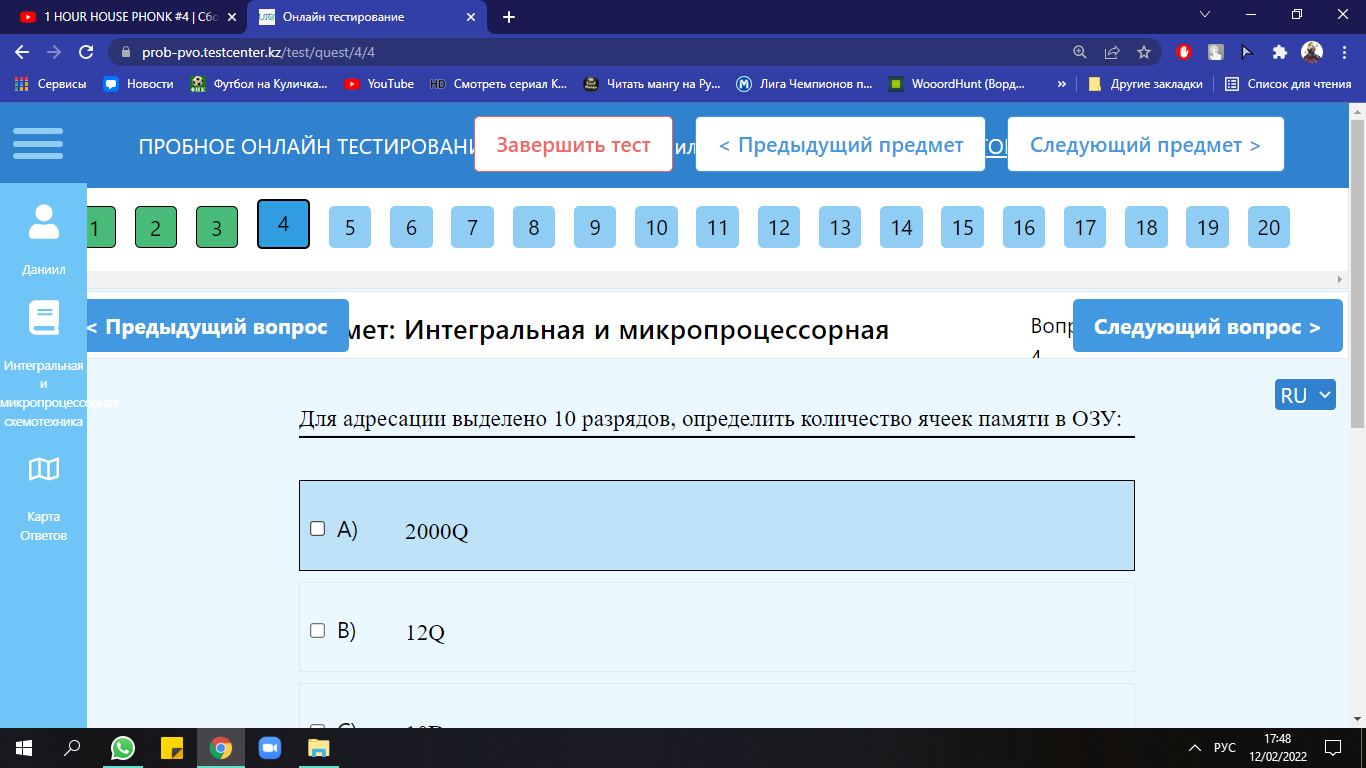 1 HOUR HOUSE PHONK #4 | Сбо
Онлайн тестирование
prob-pvo.testcenter.kz/test/quest/4/4
Сервисы
Новости
Футбол на Куличка...
YouTube
HD
Смотреть сериал К...
Читать мангу на Ру...
Лига Чемпионов п...
WooordHunt (Ворд...
»
Другие закладки
Список для чтения
ПРОБНОЕ ОНЛАЙН ТЕСТИРОВАНИ
Завершить тест
< Предыдущий предмет
Следующий предмет >
1 2 3 4 5 6 7 8 9 10 11 12 13 14 15 16 17 18 19 20
Даниил
Интегральная
и
микропроцессорная
схемотехника
Карта
Ответов
< Предыдущий вопрос
мет: Интегральная и микропроцессорная
Вопр
Следующий вопрос >
RU
Для адресации выделено 10 разрядов, определить количество ячеек памяти в ОЗУ:
A) 2000Q
B) 12Q
РУС
17:48
12/02/2022